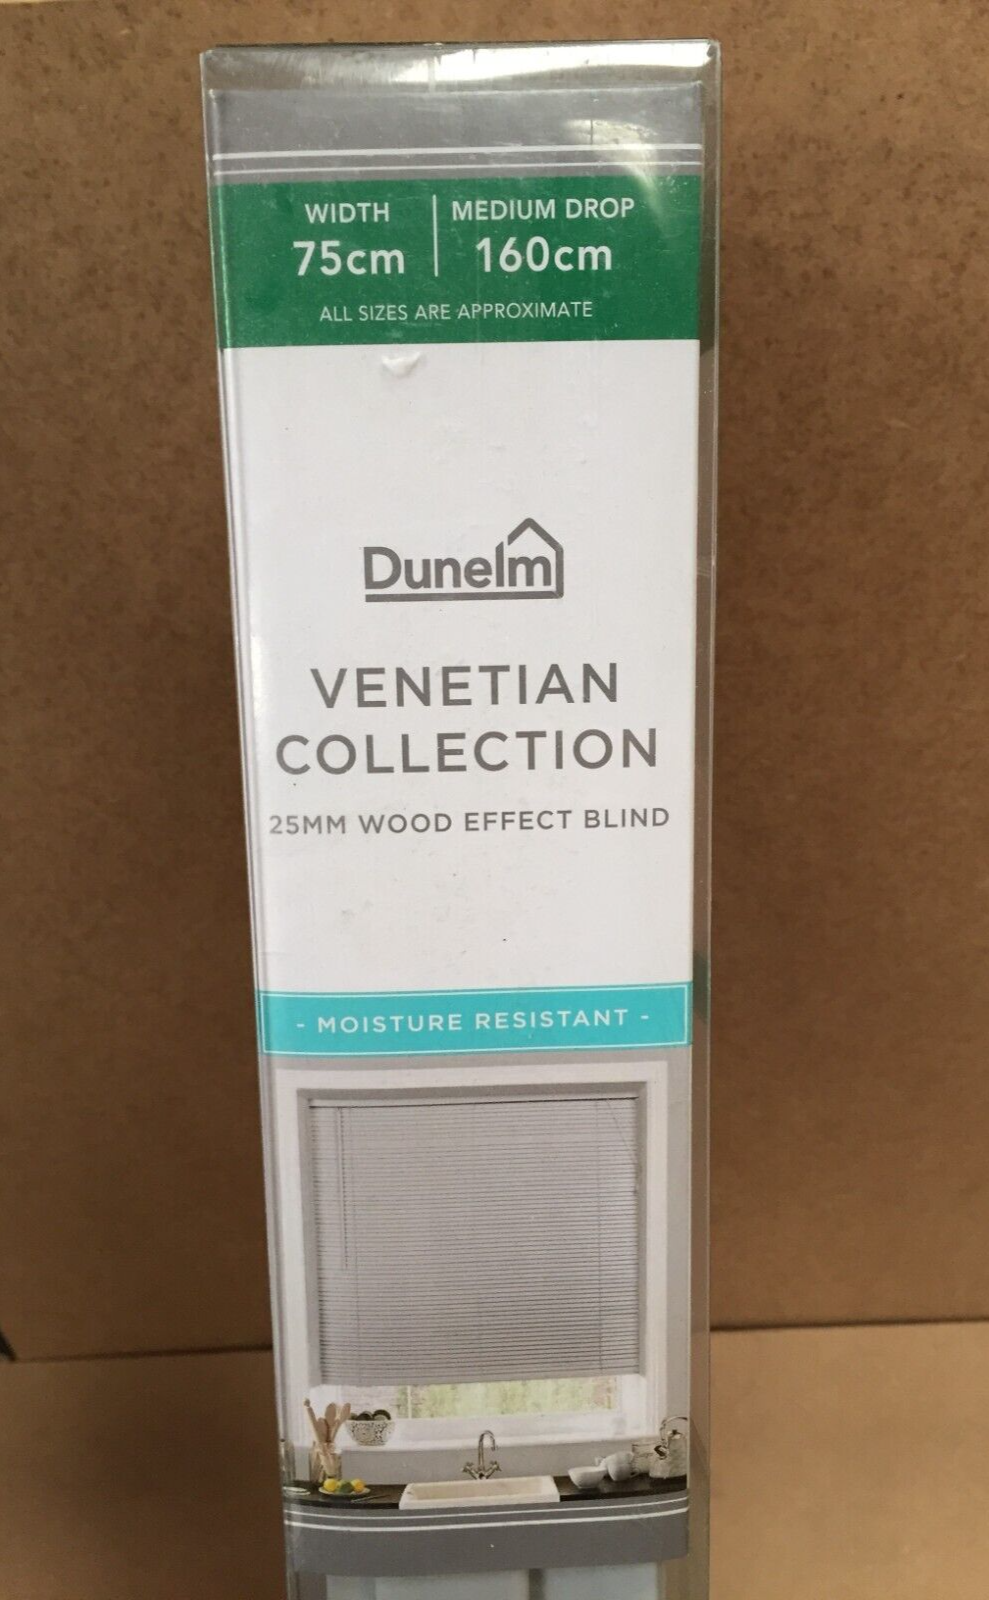 WIDTH
75cm
MEDIUM DROP
160cm
ALL SIZES ARE APPROXIMATE
Dunelm
VENETIAN
COLLECTION
25MM WOOD EFFECT BLIND
- MOISTURE RESISTANT -